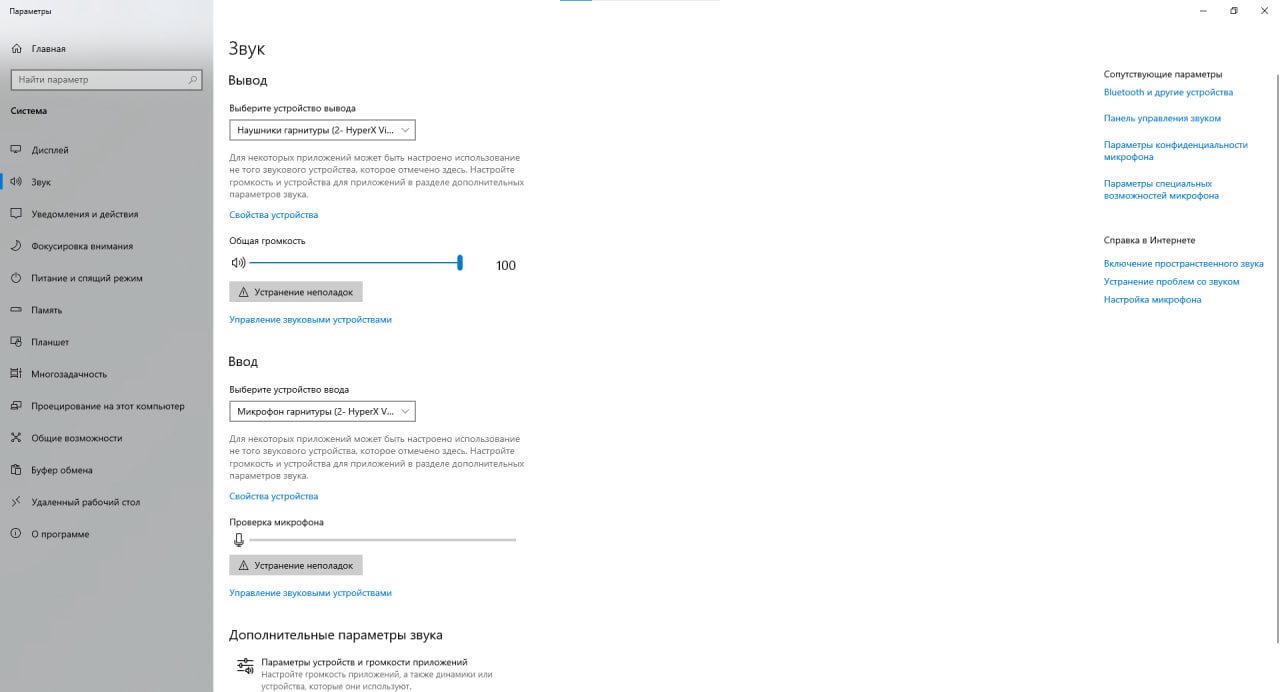 Параметры
Главная
Найти параметр
Система
Дисплей
Звук
Уведомления и действия
Фокусировка внимания
Питание и спящий режим
Память
Планшет
Многозадачность
Проецирование на этот компьютер
Общие возможности
Буфер обмена
Удаленный рабочий стол
О программе
Звук
Вывод
Выберите устройство вывода
Наушники гарнитуры (2- HyperX Vi...
Для некоторых приложений может быть настроено использование
не того звукового устройства, которое отмечено здесь. Настройте
громкость и устройства для приложений в разделе дополнительных
параметров звука.
Свойства устройства
Общая громкость
100
Устранение неполадок
Управление звуковыми устройствами
Ввод
Выберите устройство ввода
Микрофон гарнитуры (2- HyperX V...
Для некоторых приложений может быть настроено использование
не того звукового устройства, которое отмечено здесь. Настройте
громкость и устройства для приложений в разделе дополнительных
параметров звука.
Свойства устройства
Проверка микрофона
Устранение неполадок
Управление звуковыми устройствами
Дополнительные параметры звука
Параметры устройств и громкости приложений
Настройте громкость приложений, а также динамики или
устройства, которые они используют.
Сопутствующие параметры
Bluetooth и другие устройства
Панель управления звуком
Параметры конфиденциальности
микрофона
Параметры специальных
возможностей микрофона
Справка в Интернете
Включение пространственного звука
Устранение проблем со звуком
Настройка микрофона